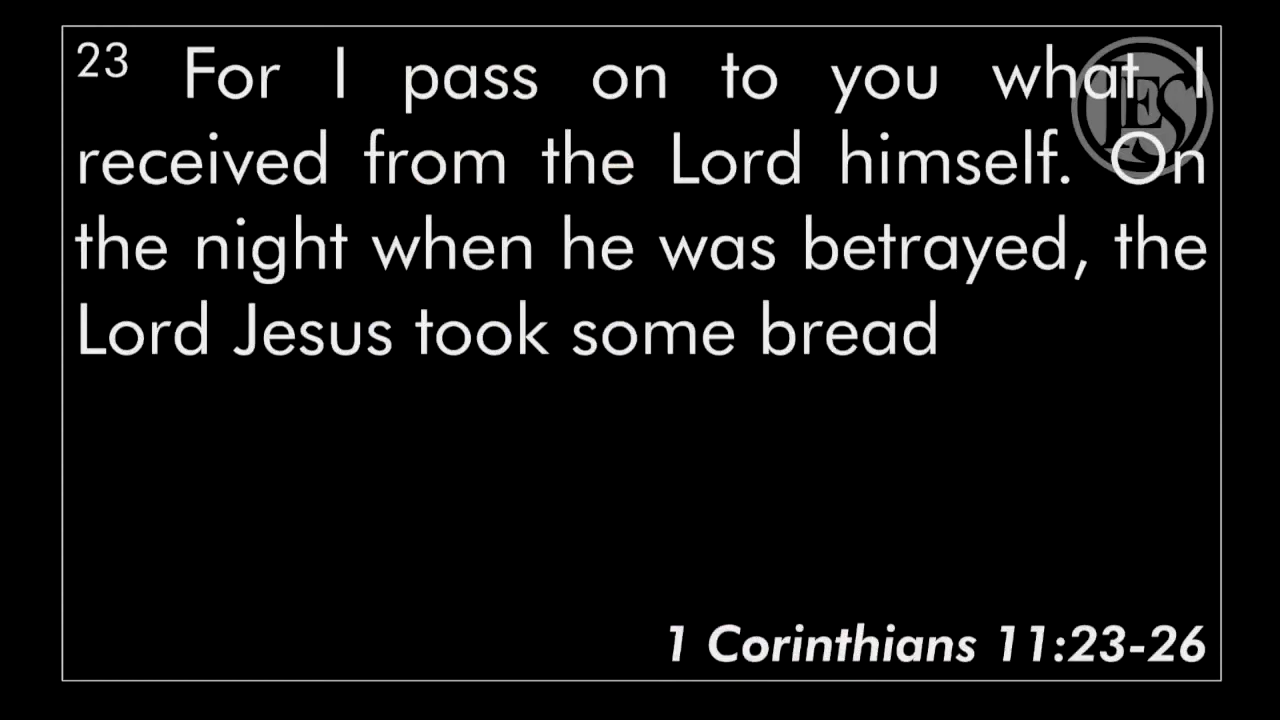 23 For I pass on to you what I
received from the Lord himself. On
the night when he was betrayed, the
Lord Jesus took some bread
1 Corinthians 11:23-26